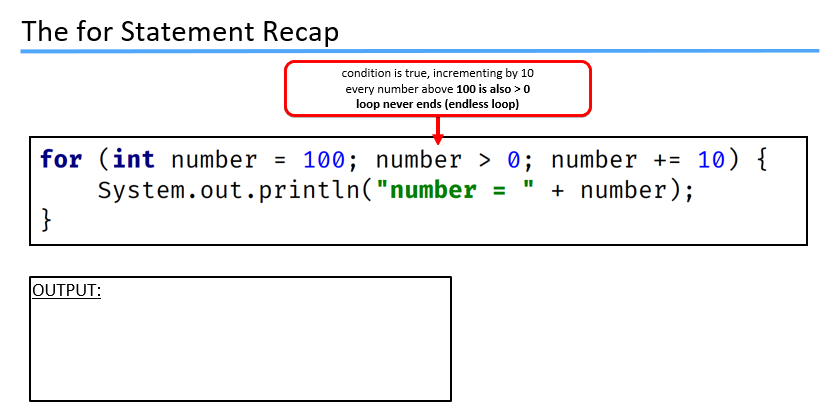 The for Statement Recap
condition is true, incrementing by 10
every number above 100 is also > 0
loop never ends (endless loop)
for (int number = 100; number > 0; number += 10) {
    System.out.println("number = " + number);
}
OUTPUT: